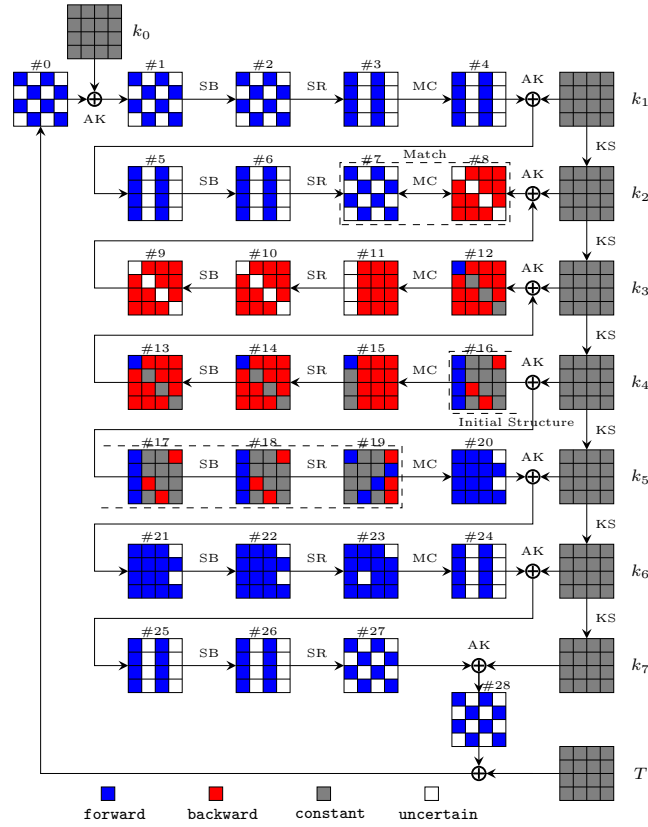 k₀
#0 #1 #2 #3 #4
AK SB SR MC AK k₁
KS
#5 #6 #7 #8
Match
SB SR MC AK k₂
KS
#9 #10 #11 #12
SB SR MC AK k₃
KS
#13 #14 #15 #16
SB SR MC AK k₄
Initial Structure
KS
#17 #18 #19 #20
SB SR MC AK k₅
KS
#21 #22 #23 #24
SB SR MC AK k₆
KS
#25 #26 #27
SB SR AK k₇
#28
T
forward backward constant uncertain